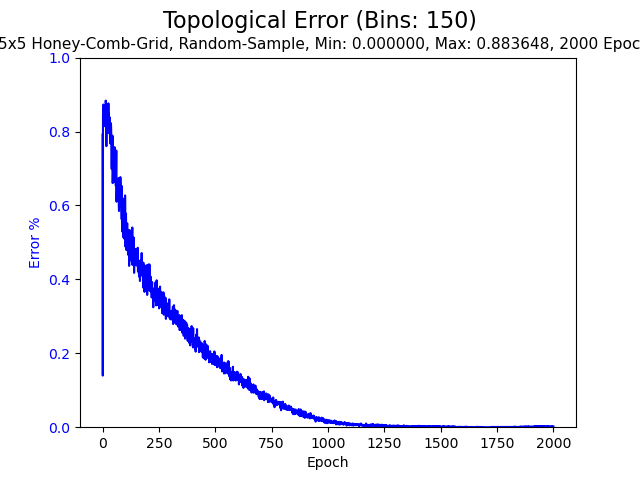 Topological Error (Bins: 150)
5x5 Honey-Comb-Grid, Random-Sample, Min: 0.000000, Max: 0.883648, 2000 Epoc
1.0
0.8
0.6
0.4
0.2
0.0
Error %
0 250 500 750 1000 1250 1500 1750 2000
Epoch